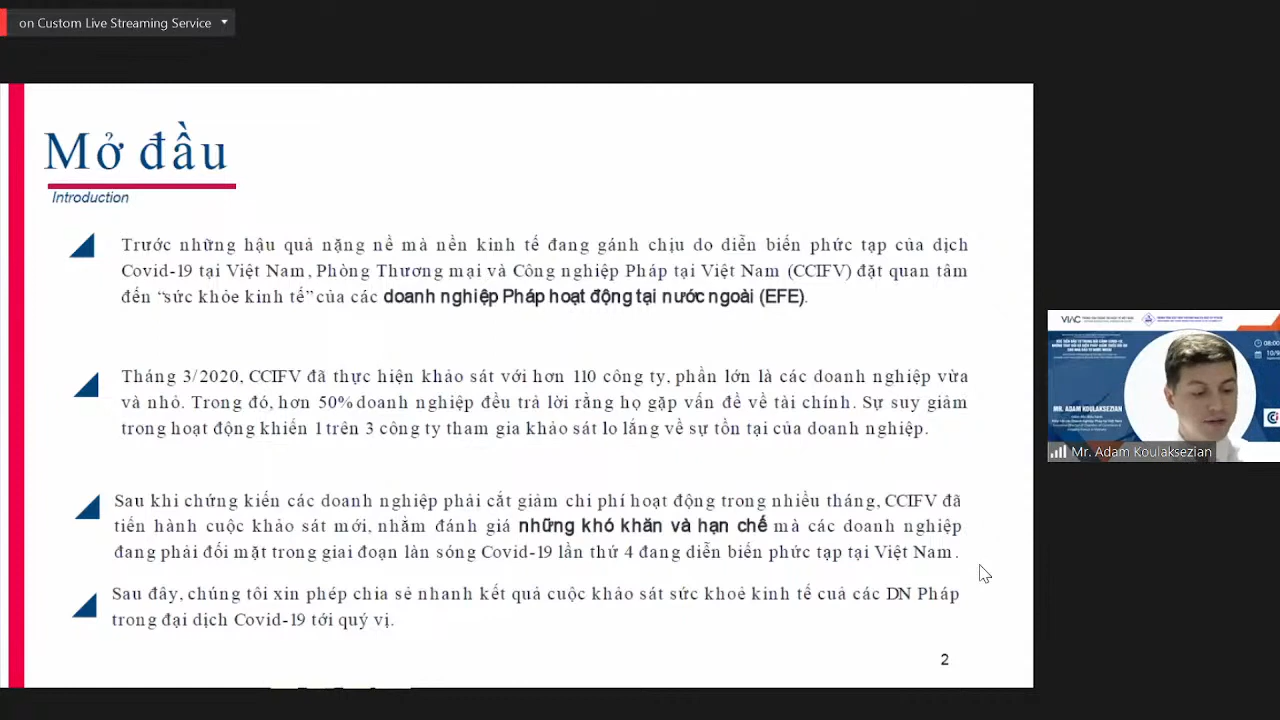 on Custom Live Streaming Service
Mở đầu
Introduction
Trước những hậu quả nặng nề mà nền kinh tế đang gánh chịu do diễn biến phức tạp của dịch
Covid-19 tại Việt Nam, Phòng Thương mại và Công nghiệp Pháp tại Việt Nam (CCIFV) đặt quan tâm
đến “sức khỏe kinh tế” của các doanh nghiệp Pháp hoạt động tại nước ngoài (EFE).
Tháng 3/2020, CCIFV đã thực hiện khảo sát với hơn 110 công ty, phần lớn là các doanh nghiệp vừa
và nhỏ. Trong đó, hơn 50% doanh nghiệp đều trả lời rằng họ gặp vấn đề về tài chính. Sự suy giảm
trong hoạt động khiến 1 trên 3 công ty tham gia khảo sát lo lắng về sự tồn tại của doanh nghiệp.
Sau khi chứng kiến các doanh nghiệp phải cắt giảm chi phí hoạt động trong nhiều tháng, CCIFV đã
tiến hành cuộc khảo sát mới, nhằm đánh giá những khó khăn và hạn chế mà các doanh nghiệp
đang phải đối mặt trong giai đoạn làn sóng Covid-19 lần thứ 4 đang diễn biến phức tạp tại Việt Nam.
Sau đây, chúng tôi xin phép chia sẻ nhanh kết quả cuộc khảo sát sức khoẻ kinh tế cuả các DN Pháp
trong đại dịch Covid-19 tới quý vị.
2
VIAC
08:00
10/9
MR. ADAM KOULAKSEZIAN
Mr. Adam Koulaksezian